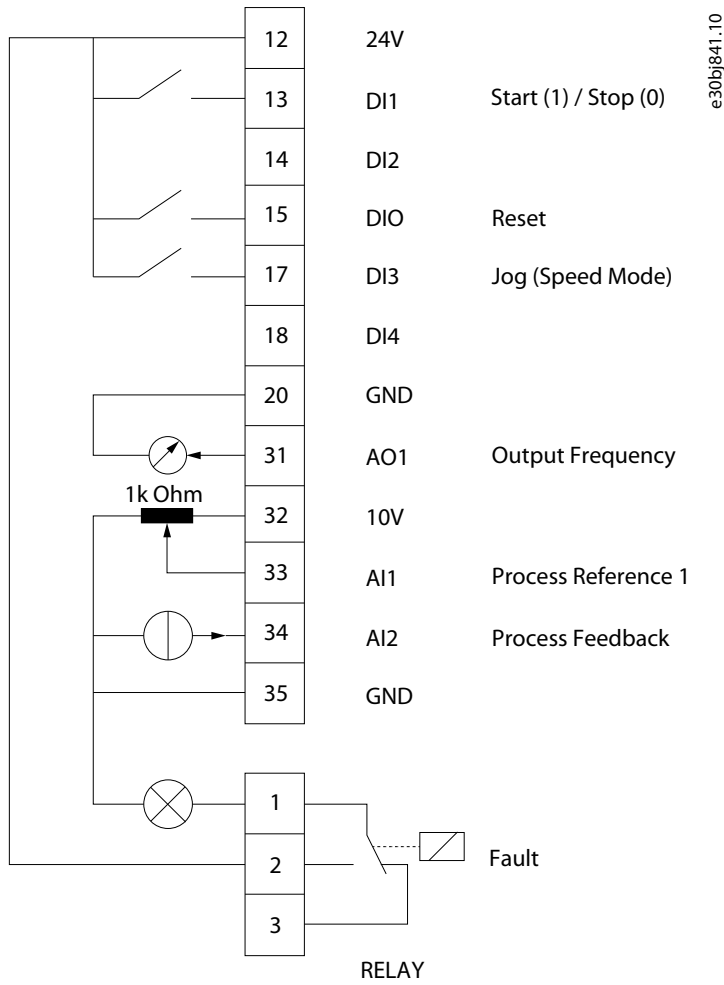 e30bj841.10
12 24V
13 DI1 Start (1) / Stop (0)
14 DI2
15 DIO Reset
17 DI3 Jog (Speed Mode)
18 DI4
20 GND
31 AO1 Output Frequency
1k Ohm
32 10V
33 AI1 Process Reference 1
34 AI2 Process Feedback
35 GND
1
2 Fault
3
RELAY